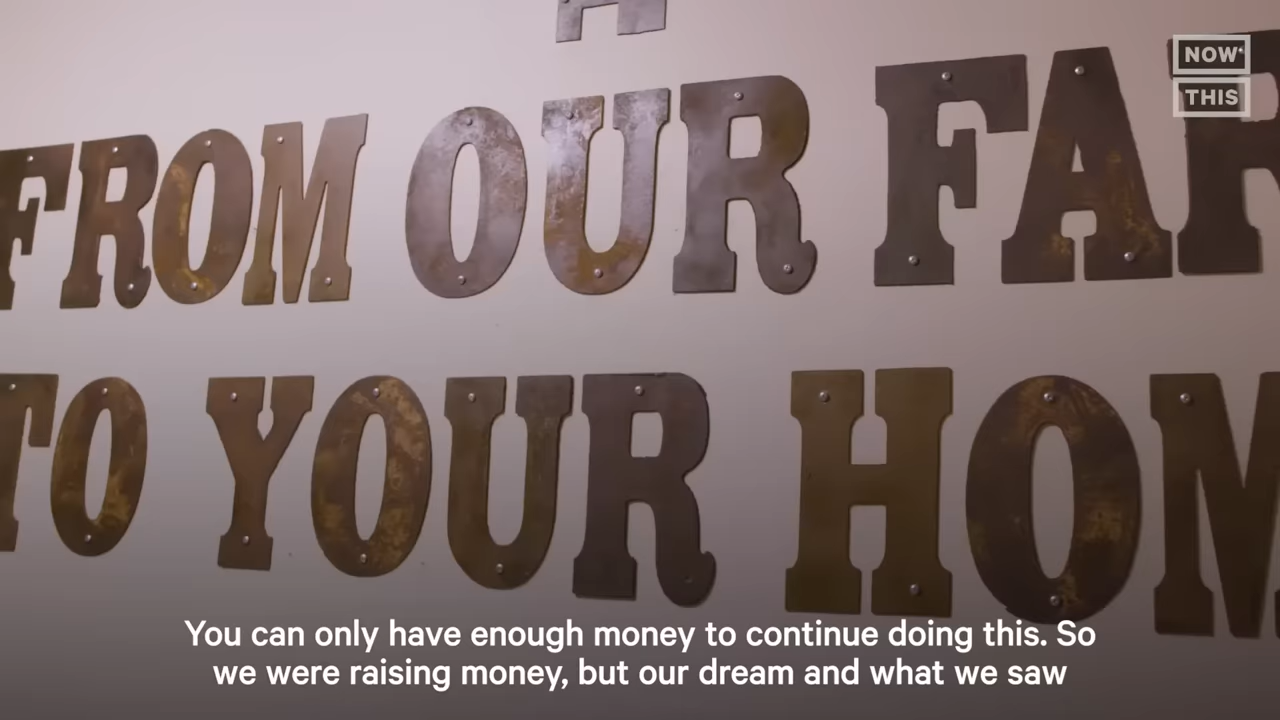 NOW
THIS
FROM OUR FAR
TO YOUR HOM
You can only have enough money to continue doing this. So
we were raising money, but our dream and what we saw